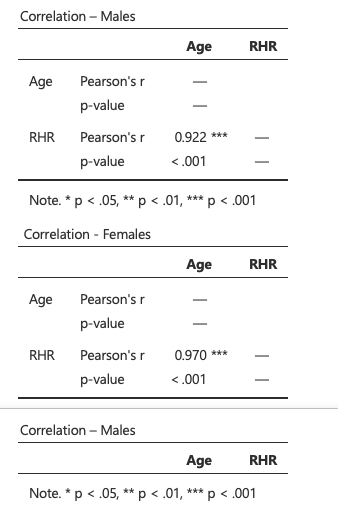 Correlation – Males
Age RHR
Age Pearson's r — 
p-value —
RHR Pearson's r 0.922 *** —
p-value < .001 —
Note. * p < .05, ** p < .01, *** p < .001
Correlation - Females
Age RHR
Age Pearson's r —
p-value —
RHR Pearson's r 0.970 *** —
p-value < .001 —
Correlation – Males
Age RHR
Note. * p < .05, ** p < .01, *** p < .001